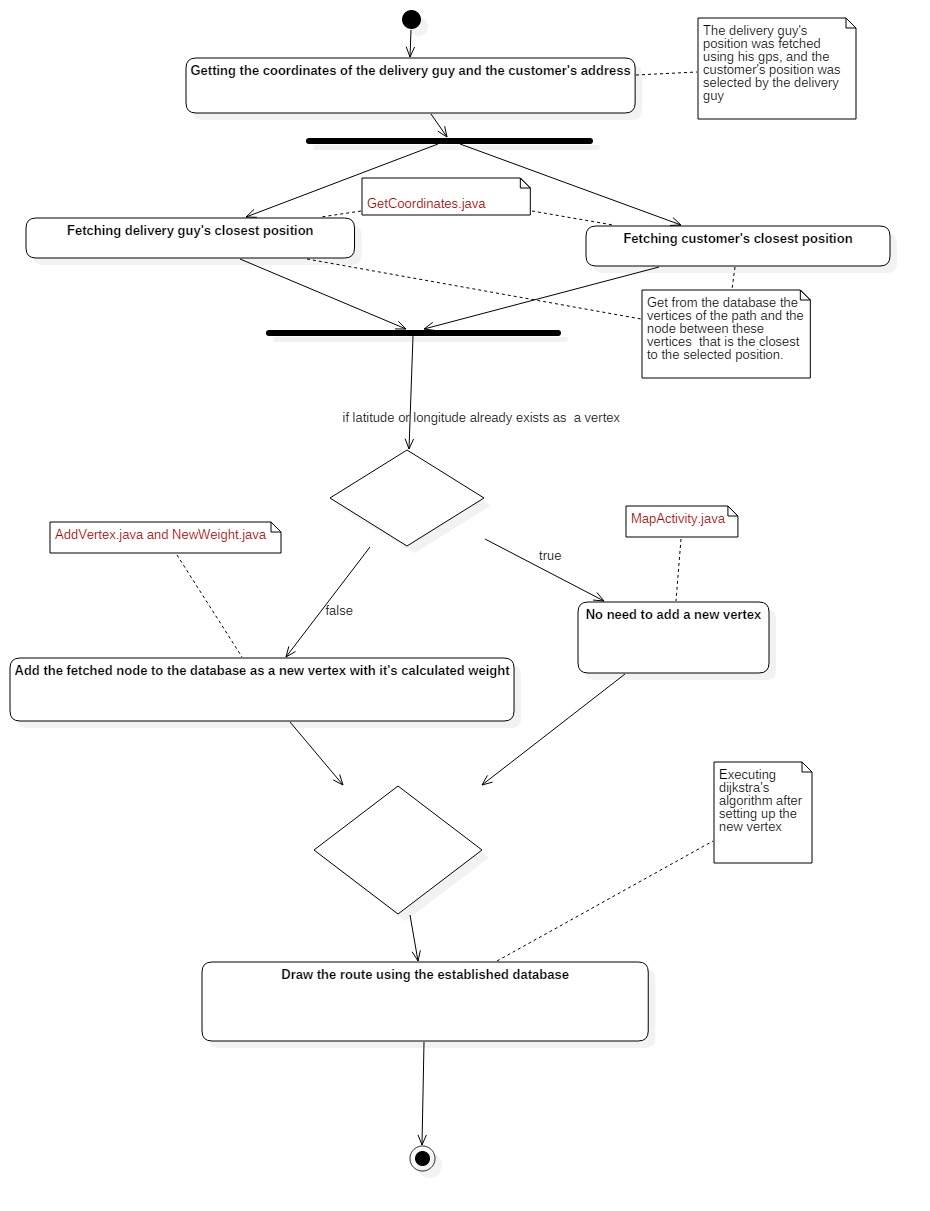 The delivery guy's
position was fetched
using his gps, and the
customer's position was
selected by the delivery
guy
Getting the coordinates of the delivery guy and the customer's address
GetCoordinates.java
Fetching delivery guy's closest position
Fetching customer's closest position
Get from the database the
vertices of the path and the
node between these
vertices  that is the closest
to the selected position.
if latitude or longitude already exists as  a vertex
AddVertex.java and NewWeight.java
MapActivity.java
true
false
No need to add a new vertex
Add the fetched node to the database as a new vertex with it's calculated weight
Executing
dijkstra's
algorithm after
setting up the
new vertex
Draw the route using the established database